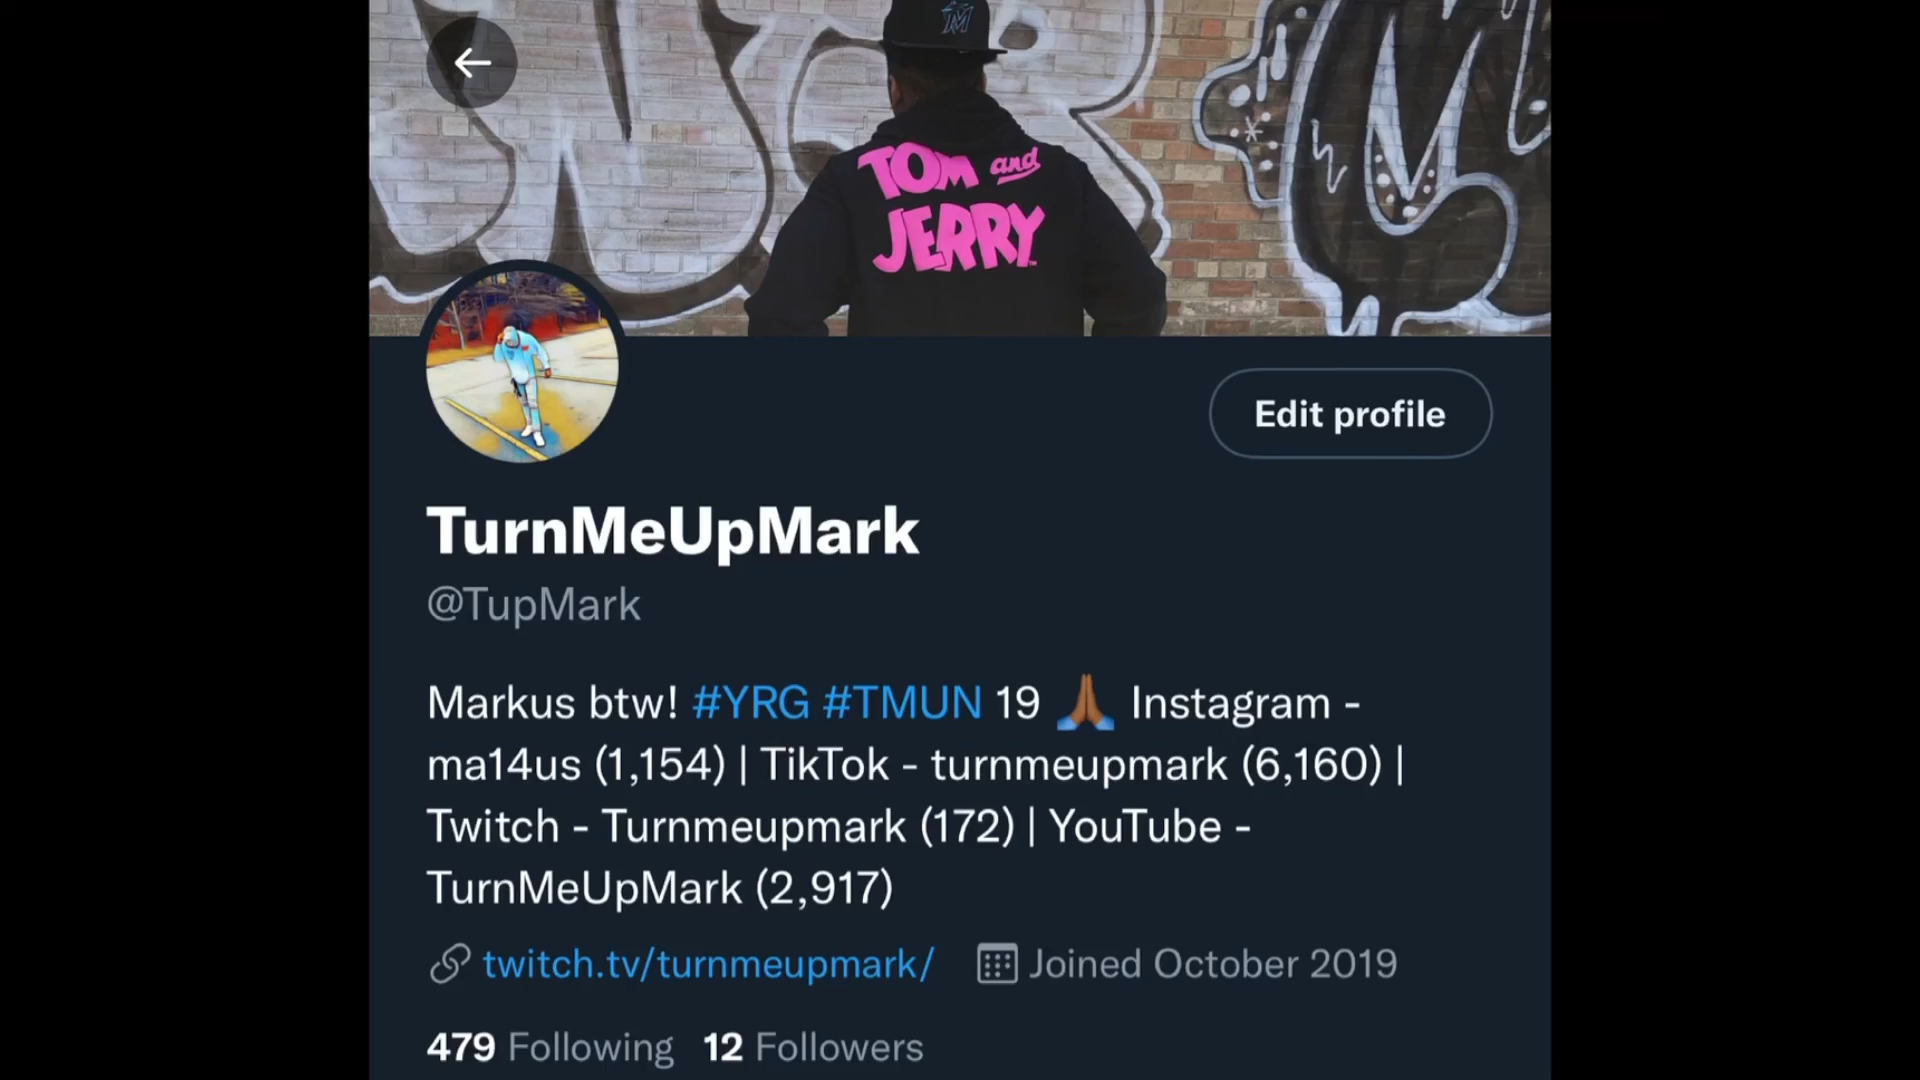 TOM and
JERRY
Edit profile
TurnMeUpMark
@TupMark
Markus btw! #YRG #TMUN 19 🙏🏾 Instagram -
ma14us (1,154) | TikTok - turnmeupmark (6,160) |
Twitch - Turnmeupmark (172) | YouTube -
TurnMeUpMark (2,917)
twitch.tv/turnmeupmark/ Joined October 2019
479 Following 12 Followers